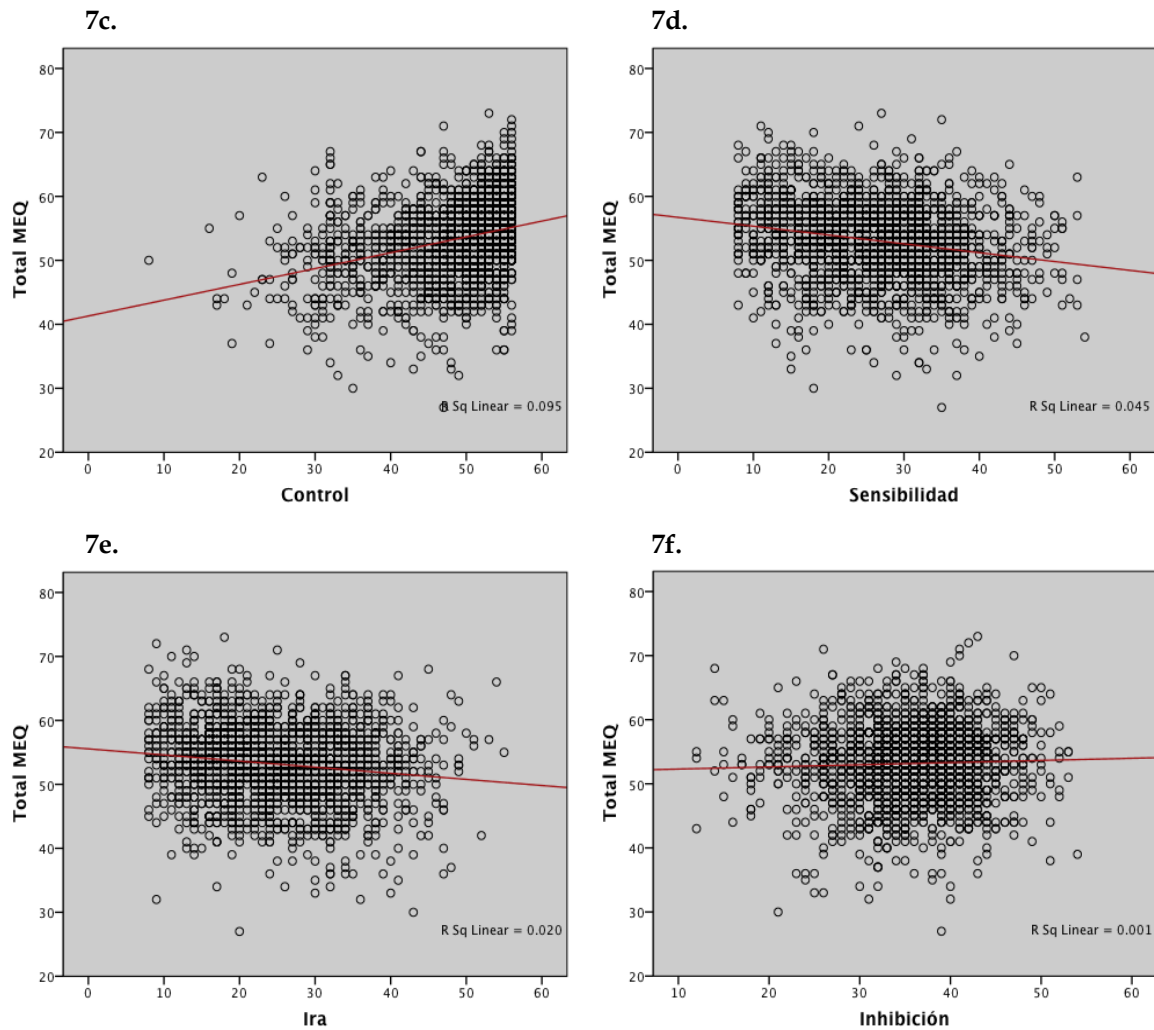 7c.
80
70
60
50
40
30
20
Total MEQ
R Sq Linear = 0.095
0 10 20 30 40 50 60
Control
7d.
80
70
60
50
40
30
20
Total MEQ
R Sq Linear = 0.045
0 10 20 30 40 50 60
Sensibilidad
7e.
80
70
60
50
40
30
20
Total MEQ
R Sq Linear = 0.020
0 10 20 30 40 50 60
Ira
7f.
80
70
60
50
40
30
20
Total MEQ
R Sq Linear = 0.001
10 20 30 40 50 60
Inhibición